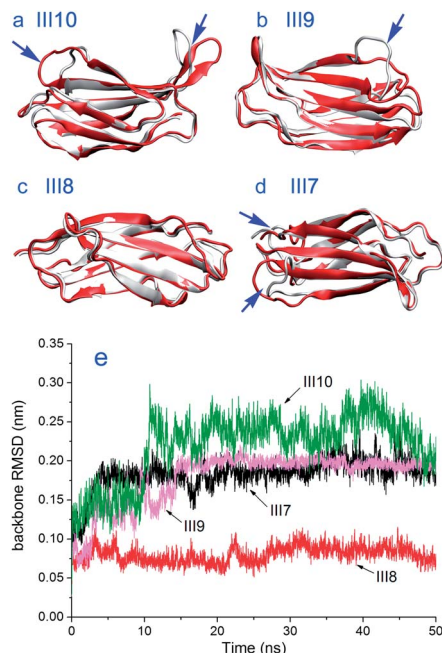 a III10
b III9
c III8
d III7
e
0.35
0.30
0.25
0.20
0.15
0.10
0.05
0.00
backbone RMSD (nm)
III10
III9
III7
III8
0
10
20
30
40
50
Time (ns)